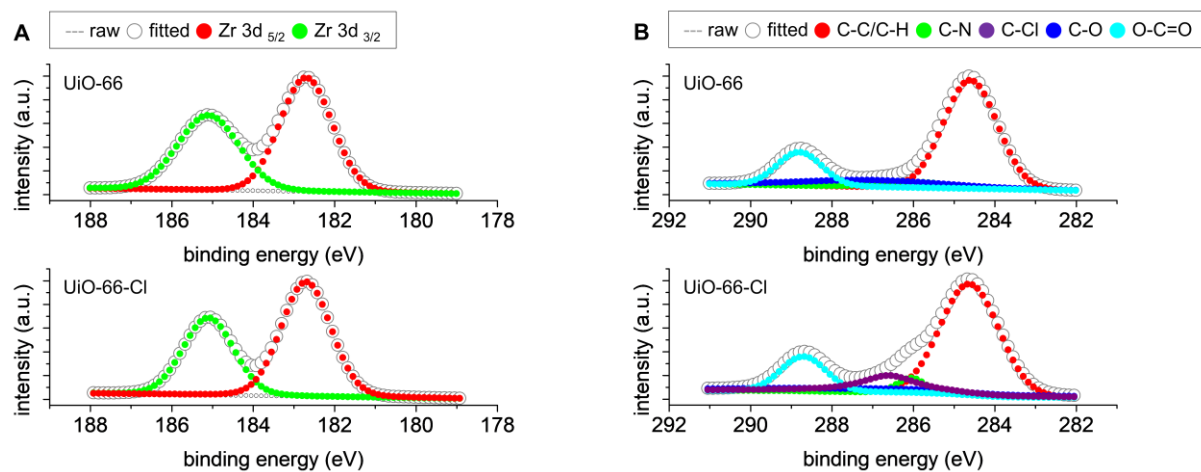 A
raw fitted Zr 3d 5/2 Zr 3d 3/2
UiO-66
intensity (a.u.)
188 186 184 182 180 178
binding energy (eV)
UiO-66-Cl
intensity (a.u.)
188 186 184 182 180 178
binding energy (eV)
B
raw fitted C-C/C-H C-N C-Cl C-O O-C=O
UiO-66
intensity (a.u.)
292 290 288 286 284 282
binding energy (eV)
UiO-66-Cl
intensity (a.u.)
292 290 288 286 284 282
binding energy (eV)